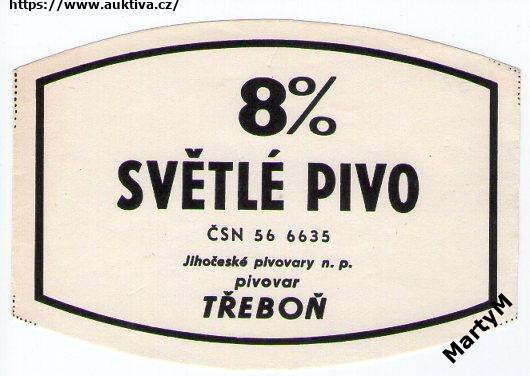 https://www.auktiva.cz/
8%
SVĚTLÉ PIVO
ČSN 56 6635
Jihočeské pivovary n. p.
pivovar
TŘEBOŇ
MartyM